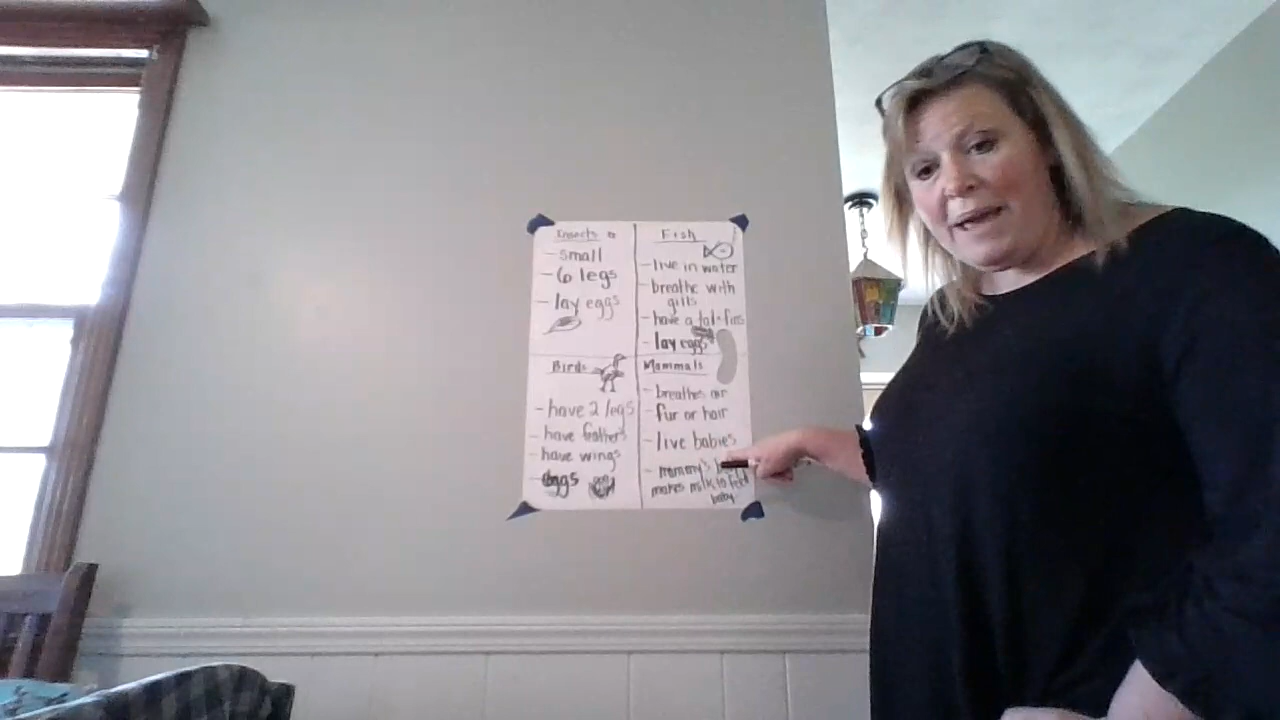 Insects
- small
- 6 legs
- lay eggs
Fish
- live in water
- breathe with
gills
- have a tail + fins
- lay eggs
Birds
- have 2 legs
- have feathers
- have wings
- eggs
Mammals
- breathes air
- fur or hair
- live babies
- mommy's
makes milk to feed
baby